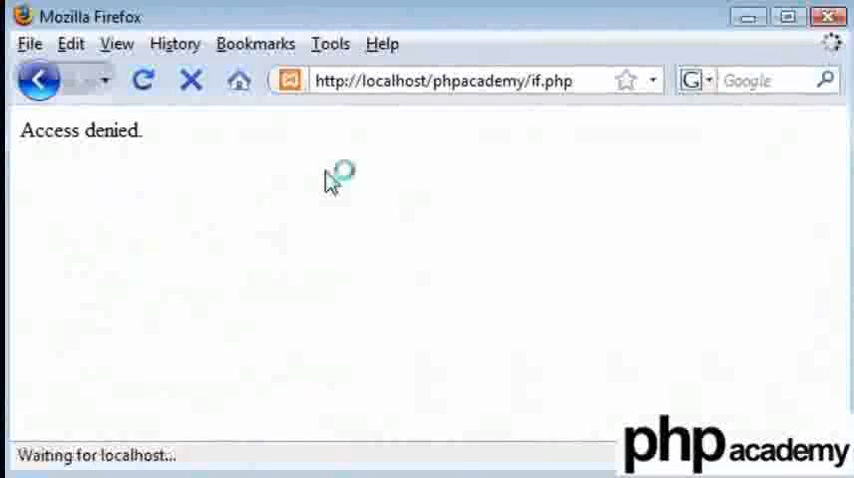 Mozilla Firefox
File Edit View History Bookmarks Tools Help
http://localhost/phpacademy/if.php G Google
Access denied.
Waiting for localhost...
php academy